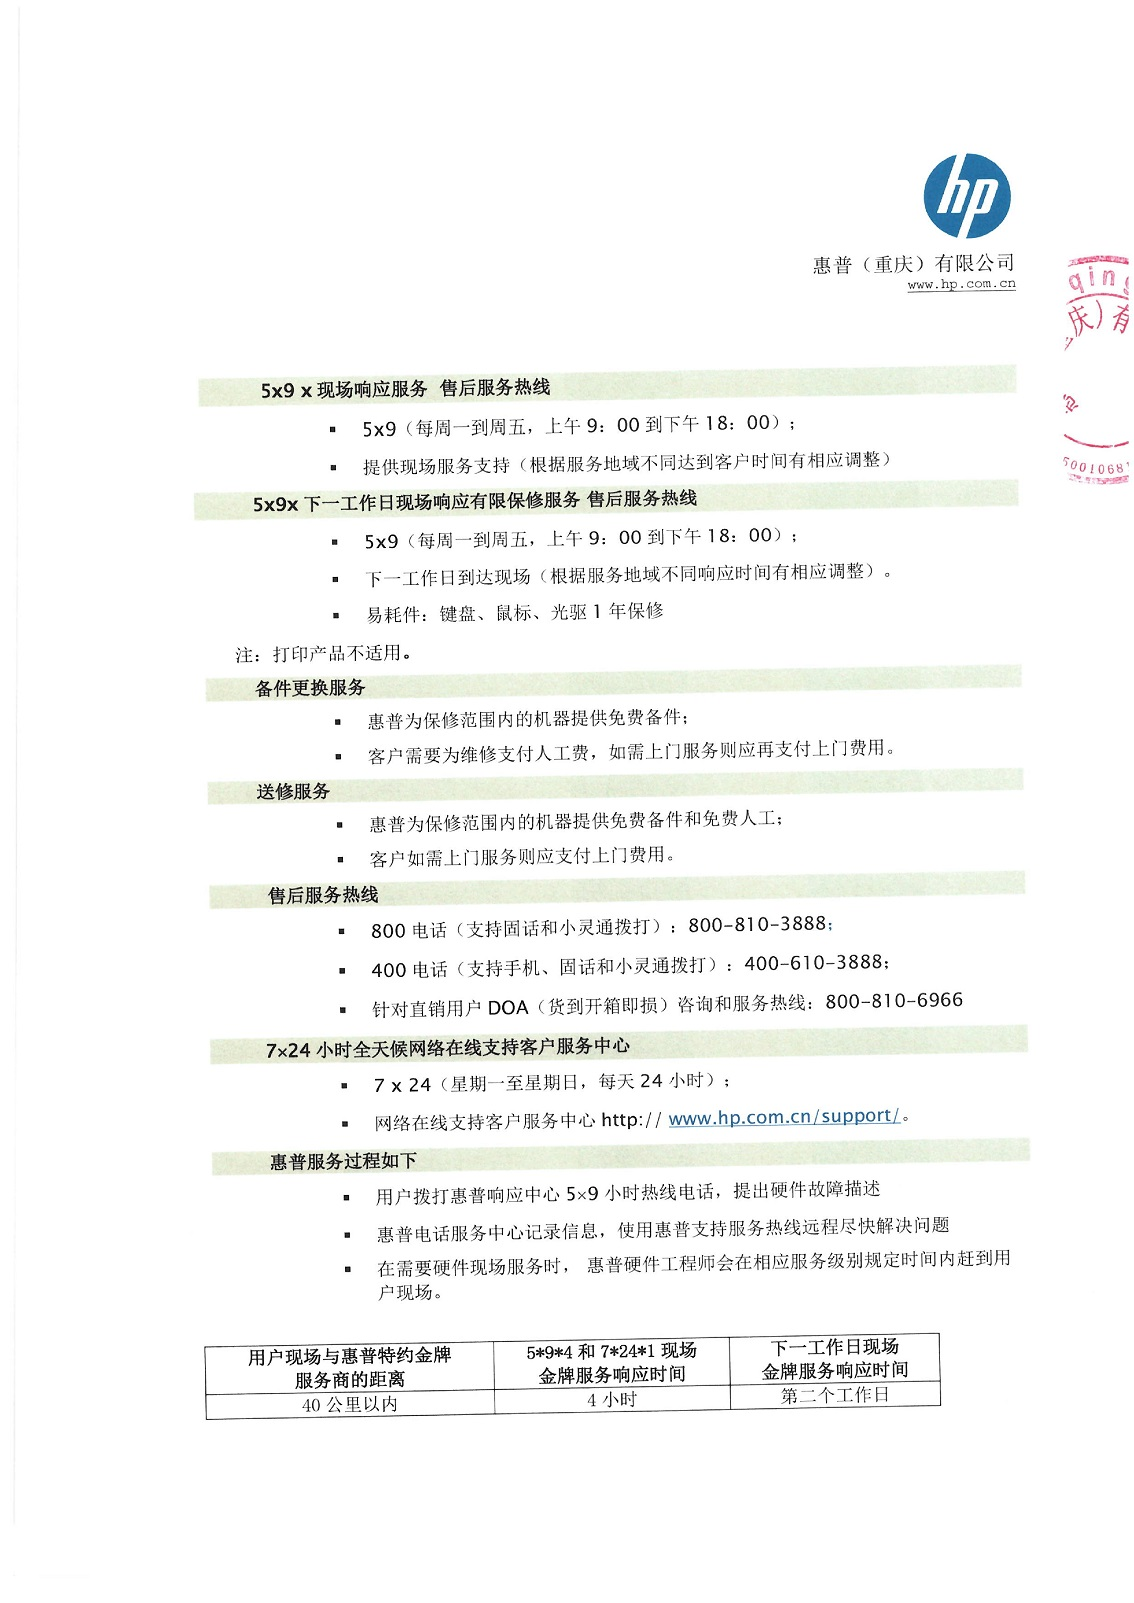 hp
惠普（重庆）有限公司
www.hp.com.cn
qing
庆）有
5001068
5x9 x 现场响应服务 售后服务热线
▪ 5x9（每周一到周五，上午 9：00 到下午 18：00）；
▪ 提供现场服务支持（根据服务地域不同达到客户时间有相应调整）
5x9x 下一工作日现场响应有限保修服务 售后服务热线
▪ 5x9（每周一到周五，上午 9：00 到下午 18：00）；
▪ 下一工作日到达现场（根据服务地域不同响应时间有相应调整）。
▪ 易耗件：键盘、鼠标、光驱 1 年保修
注：打印产品不适用。
备件更换服务
▪ 惠普为保修范围内的机器提供免费备件；
▪ 客户需要为维修支付人工费，如需上门服务则应再支付上门费用。
送修服务
▪ 惠普为保修范围内的机器提供免费备件和免费人工；
▪ 客户如需上门服务则应支付上门费用。
售后服务热线
▪ 800 电话（支持固话和小灵通拨打）：800-810-3888；
▪ 400 电话（支持手机、固话和小灵通拨打）：400-610-3888；
▪ 针对直销用户 DOA（货到开箱即损）咨询和服务热线：800-810-6966
7×24 小时全天候网络在线支持客户服务中心
▪ 7 x 24（星期一至星期日，每天 24 小时）；
▪ 网络在线支持客户服务中心 http:// www.hp.com.cn/support/。
惠普服务过程如下
▪ 用户拨打惠普响应中心 5×9 小时热线电话，提出硬件故障描述
▪ 惠普电话服务中心记录信息，使用惠普支持服务热线远程尽快解决问题
▪ 在需要硬件现场服务时， 惠普硬件工程师会在相应服务级别规定时间内赶到用
户现场。
用户现场与惠普特约金牌
服务商的距离
5*9*4 和 7*24*1 现场
金牌服务响应时间
下一工作日现场
金牌服务响应时间
40 公里以内
4 小时
第二个工作日